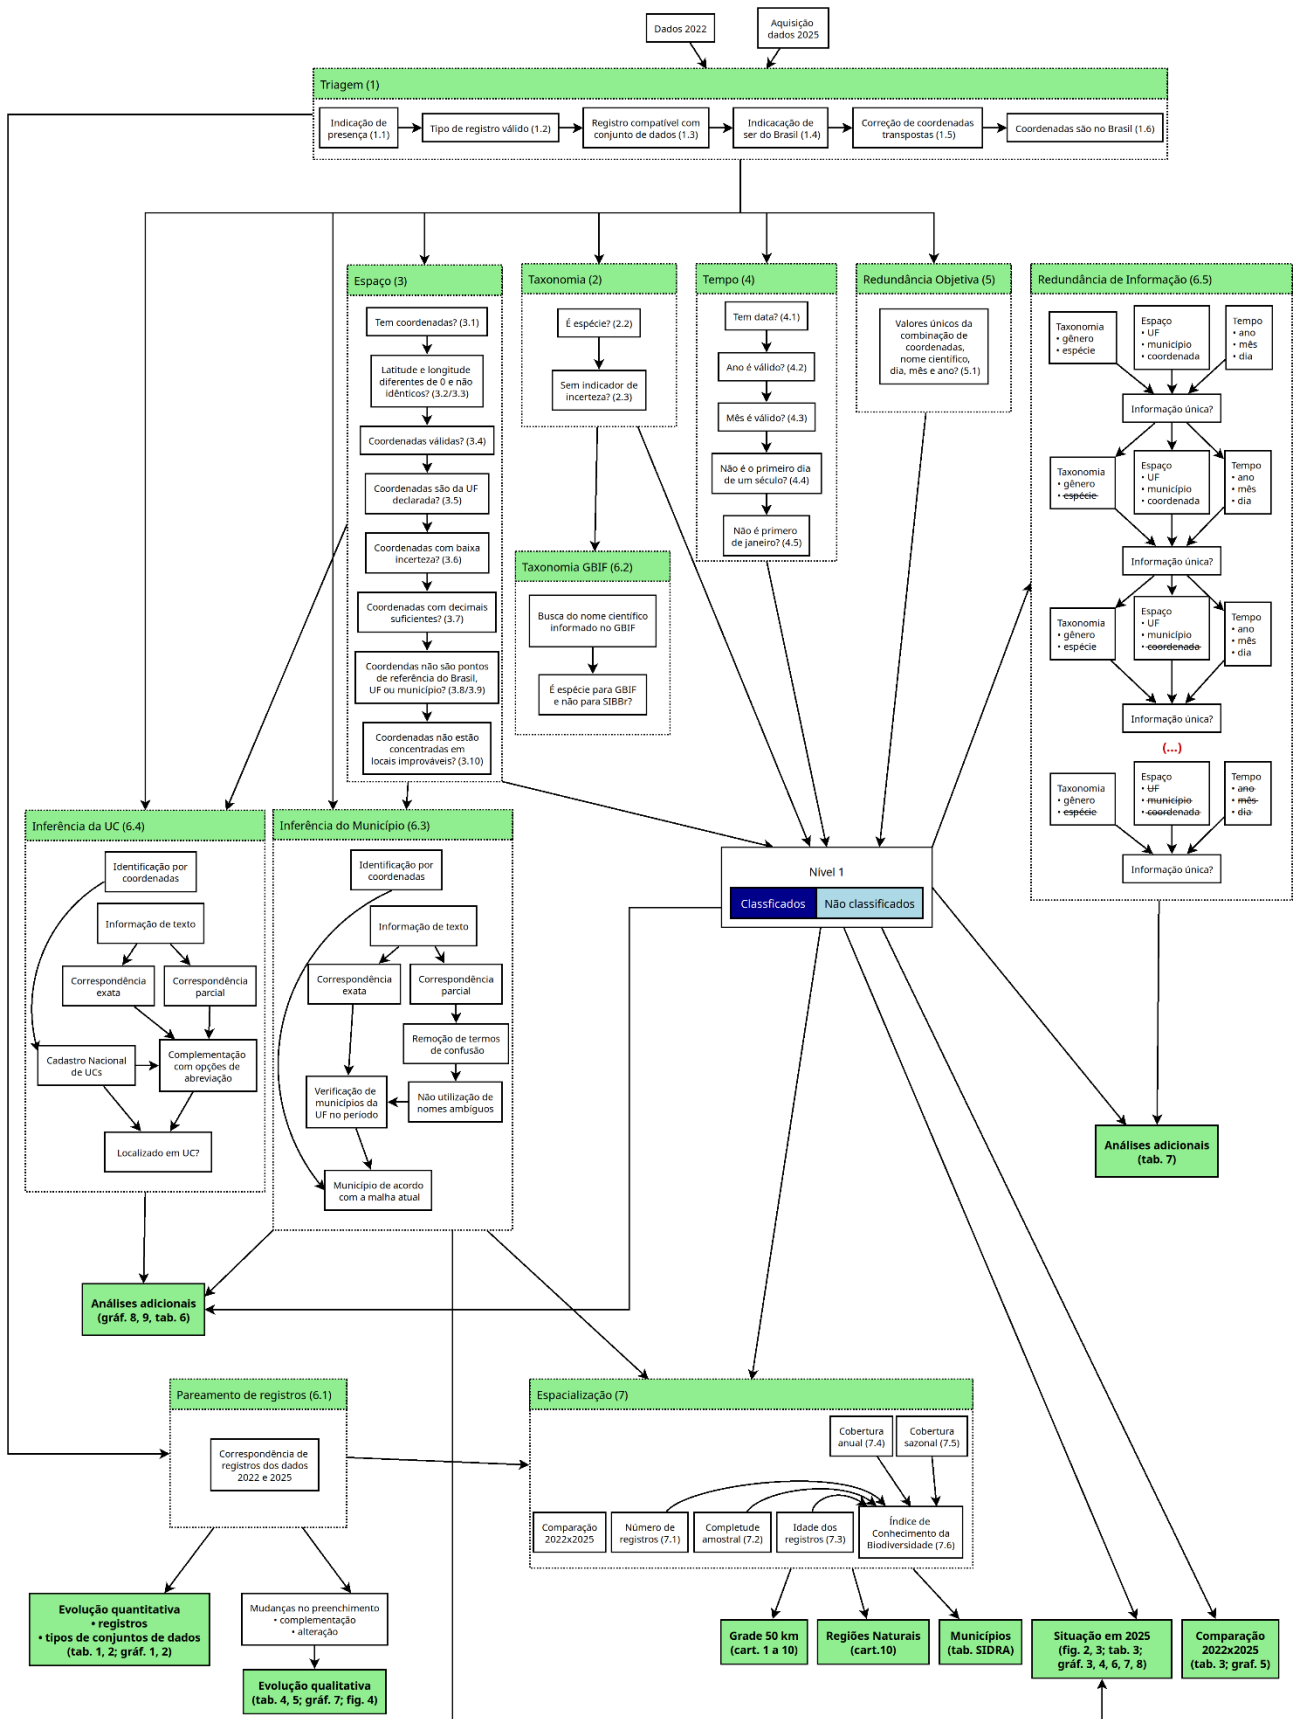 Dados 2022
Aquisição
dados 2025
Triagem (1)
Indicação de
presença (1.1)
Tipo de registro válido (1.2)
Registro compatível com
conjunto de dados (1.3)
Indicacação de
ser do Brasil (1.4)
Correção de coordenadas
transpostas (1.5)
Coordenadas são no Brasil (1.6)
Espaço (3)
Tem coordenadas? (3.1)
Latitude e longitude
diferentes de 0 e não
idênticos? (3.2/3.3)
Coordenadas válidas? (3.4)
Coordenadas são da UF
declarada? (3.5)
Coordenadas com baixa
incerteza? (3.6)
Coordenadas com decimais
suficientes? (3.7)
Coordendas não são pontos
de referência do Brasil,
UF ou município? (3.8/3.9)
Coordenadas não estão
concentradas em
locais improváveis? (3.10)
Taxonomia (2)
É espécie? (2.2)
Sem indicador de
incerteza? (2.3)
Taxonomia GBIF (6.2)
Busca do nome científico
informado no GBIF
É espécie para GBIF
e não para SIBBr?
Tempo (4)
Tem data? (4.1)
Ano é válido? (4.2)
Mês é válido? (4.3)
Não é o primeiro dia
de um século? (4.4)
Não é primero
de janeiro? (4.5)
Redundância Objetiva (5)
Valores únicos da
combinação de
coordenadas,
nome científico,
dia, mês e ano? (5.1)
Redundância de Informação (6.5)
Taxonomia
• gênero
• espécie
Espaço
• UF
• município
• coordenada
Tempo
• ano
• mês
• dia
Informação única?
Taxonomia
• gênero
• espécie
Espaço
• UF
• município
• coordenada
Tempo
• ano
• mês
• dia
Informação única?
Taxonomia
• gênero
• espécie
Espaço
• UF
• município
• coordenada
Tempo
• ano
• mês
• dia
Informação única?
(...)
Taxonomia
• gênero
• espécie
Espaço
• UF
• município
• coordenada
Tempo
• ano
• mês
• dia
Informação única?
Inferência da UC (6.4)
Identificação por
coordenadas
Informação de texto
Correspondência
exata
Correspondência
parcial
Cadastro Nacional
de UCs
Complementação
com opções de
abreviação
Localizado em UC?
Inferência do Município (6.3)
Identificação por
coordenadas
Informação de texto
Correspondência
exata
Correspondência
parcial
Remoção de termos
de confusão
Verificação de
municípios da
UF no período
Não utilização de
nomes ambíguos
Município de acordo
com a malha atual
Nível 1
Classficados
Não classificados
Análises adicionais
(tab. 7)
Análises adicionais
(gráf. 8, 9, tab. 6)
Pareamento de registros (6.1)
Correspondência de
registros dos dados
2022 e 2025
Espacialização (7)
Cobertura
anual (7.4)
Cobertura
sazonal (7.5)
Comparação
2022x2025
Número de
registros (7.1)
Completude
amostral (7.2)
Idade dos
registros (7.3)
Índice de
Conhecimento da
Biodiversidade (7.6)
Evolução quantitativa
• registros
• tipos de conjuntos de dados
(tab. 1, 2; gráf. 1, 2)
Mudanças no preenchimento
• complementação
• alteração
Evolução qualitativa
(tab. 4, 5; gráf. 7; fig. 4)
Grade 50 km
(cart. 1 a 10)
Regiões Naturais
(cart.10)
Municípios
(tab. SIDRA)
Situação em 2025
(fig. 2, 3; tab. 3;
gráf. 3, 4, 6, 7, 8)
Comparação
2022x2025
(tab. 3; graf. 5)